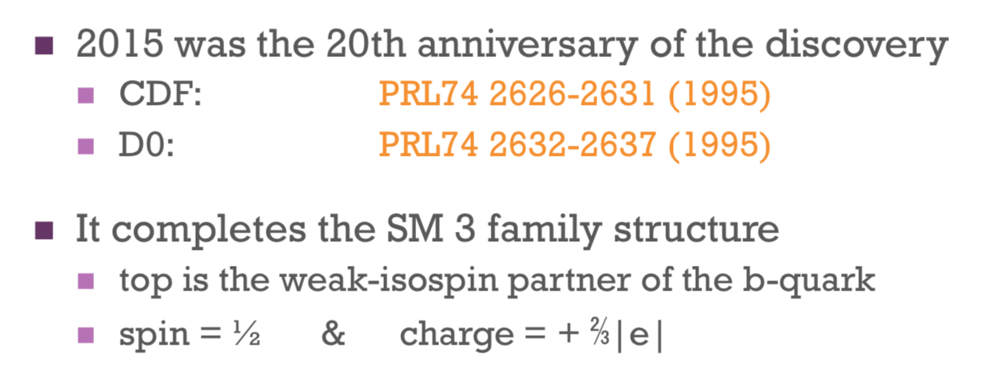 2015 was the 20th anniversary of the discovery
CDF: PRL74 2626-2631 (1995)
D0: PRL74 2632-2637 (1995)
It completes the SM 3 family structure
top is the weak-isospin partner of the b-quark
spin = ½ & charge = + ⅔|e|